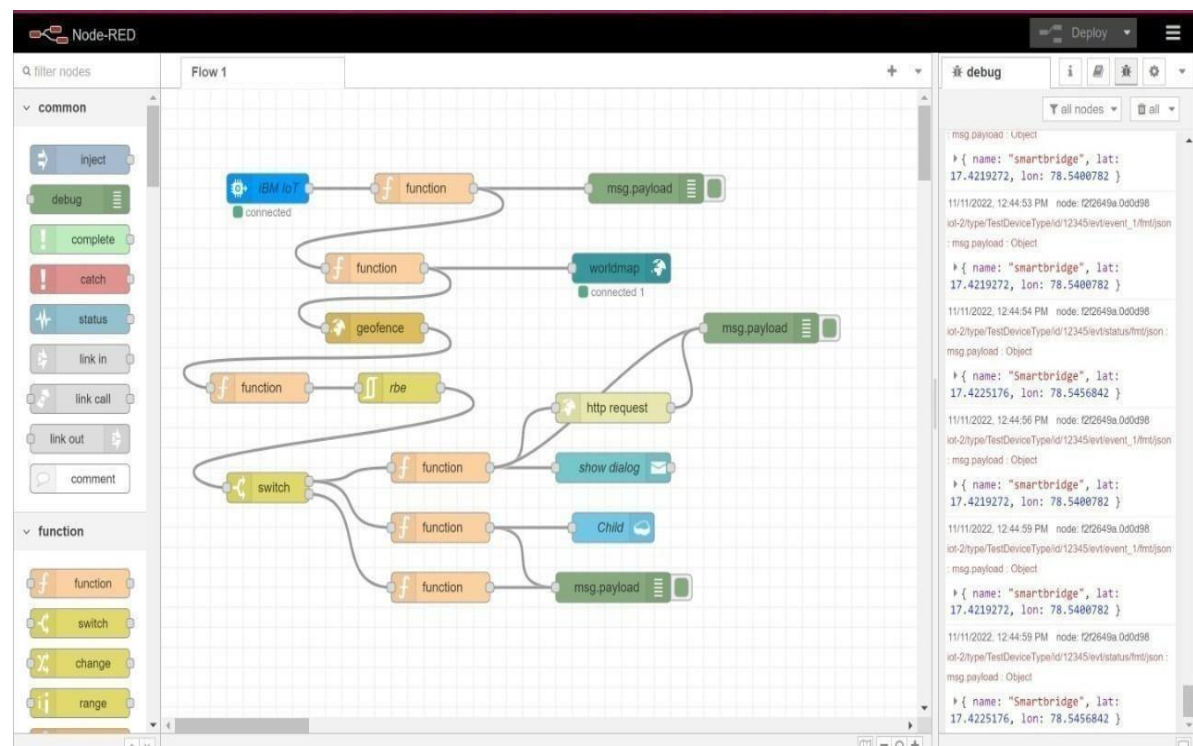 Node-RED
Deploy
filter nodes
Flow 1
debug
i
common
all nodes
all
inject
debug
complete
catch
status
link in
link call
link out
comment
function
function
switch
change
range
IBM IoT
connected
function
msg.payload
function
worldmap
connected 1
geofence
msg.payload
function
rbe
http request
function
show dialog
switch
function
Child
function
msg.payload
: msg.payload : Object
{ name: "smartbridge", lat:
17.4219272, lon: 78.5400782 }
11/11/2022, 12:44:53 PM node: f2f2649a.0d0d98
iot-2/type/TestDeviceType/id/12345/evt/event_1/fmt/json
: msg.payload : Object
{ name: "smartbridge", lat:
17.4219272, lon: 78.5400782 }
11/11/2022, 12:44:54 PM node: f2f2649a.0d0d98
iot-2/type/TestDeviceType/id/12345/evt/status/fmt/json :
msg.payload : Object
{ name: "Smartbridge", lat:
17.4225176, lon: 78.5456842 }
11/11/2022, 12:44:56 PM node: f2f2649a.0d0d98
iot-2/type/TestDeviceType/id/12345/evt/event_1/fmt/json
: msg.payload : Object
{ name: "smartbridge", lat:
17.4219272, lon: 78.5400782 }
11/11/2022, 12:44:59 PM node: f2f2649a.0d0d98
iot-2/type/TestDeviceType/id/12345/evt/event_1/fmt/json
: msg.payload : Object
{ name: "smartbridge", lat:
17.4219272, lon: 78.5400782 }
11/11/2022, 12:44:59 PM node: f2f2649a.0d0d98
iot-2/type/TestDeviceType/id/12345/evt/status/fmt/json :
msg.payload : Object
{ name: "Smartbridge", lat:
17.4225176, lon: 78.5456842 }